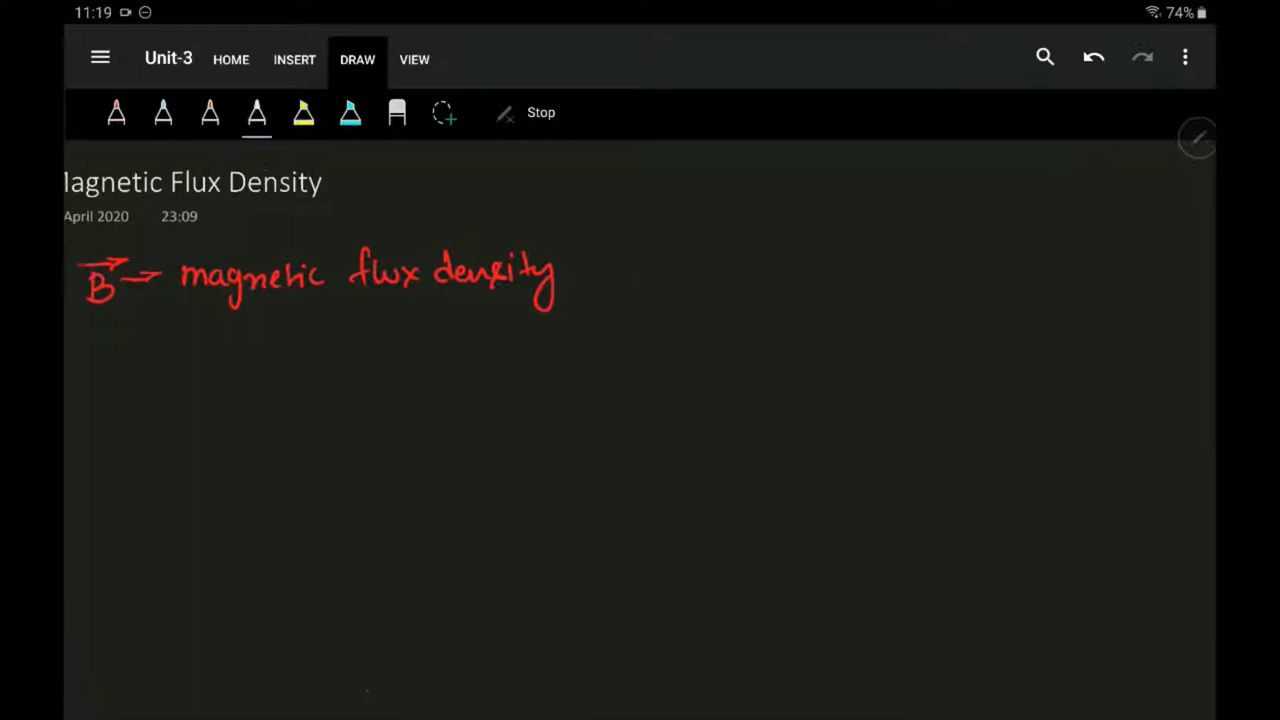 11:19 74%
Unit-3 HOME INSERT DRAW VIEW
Stop
lagnetic Flux Density
April 2020 23:09
B → magnetic flux density